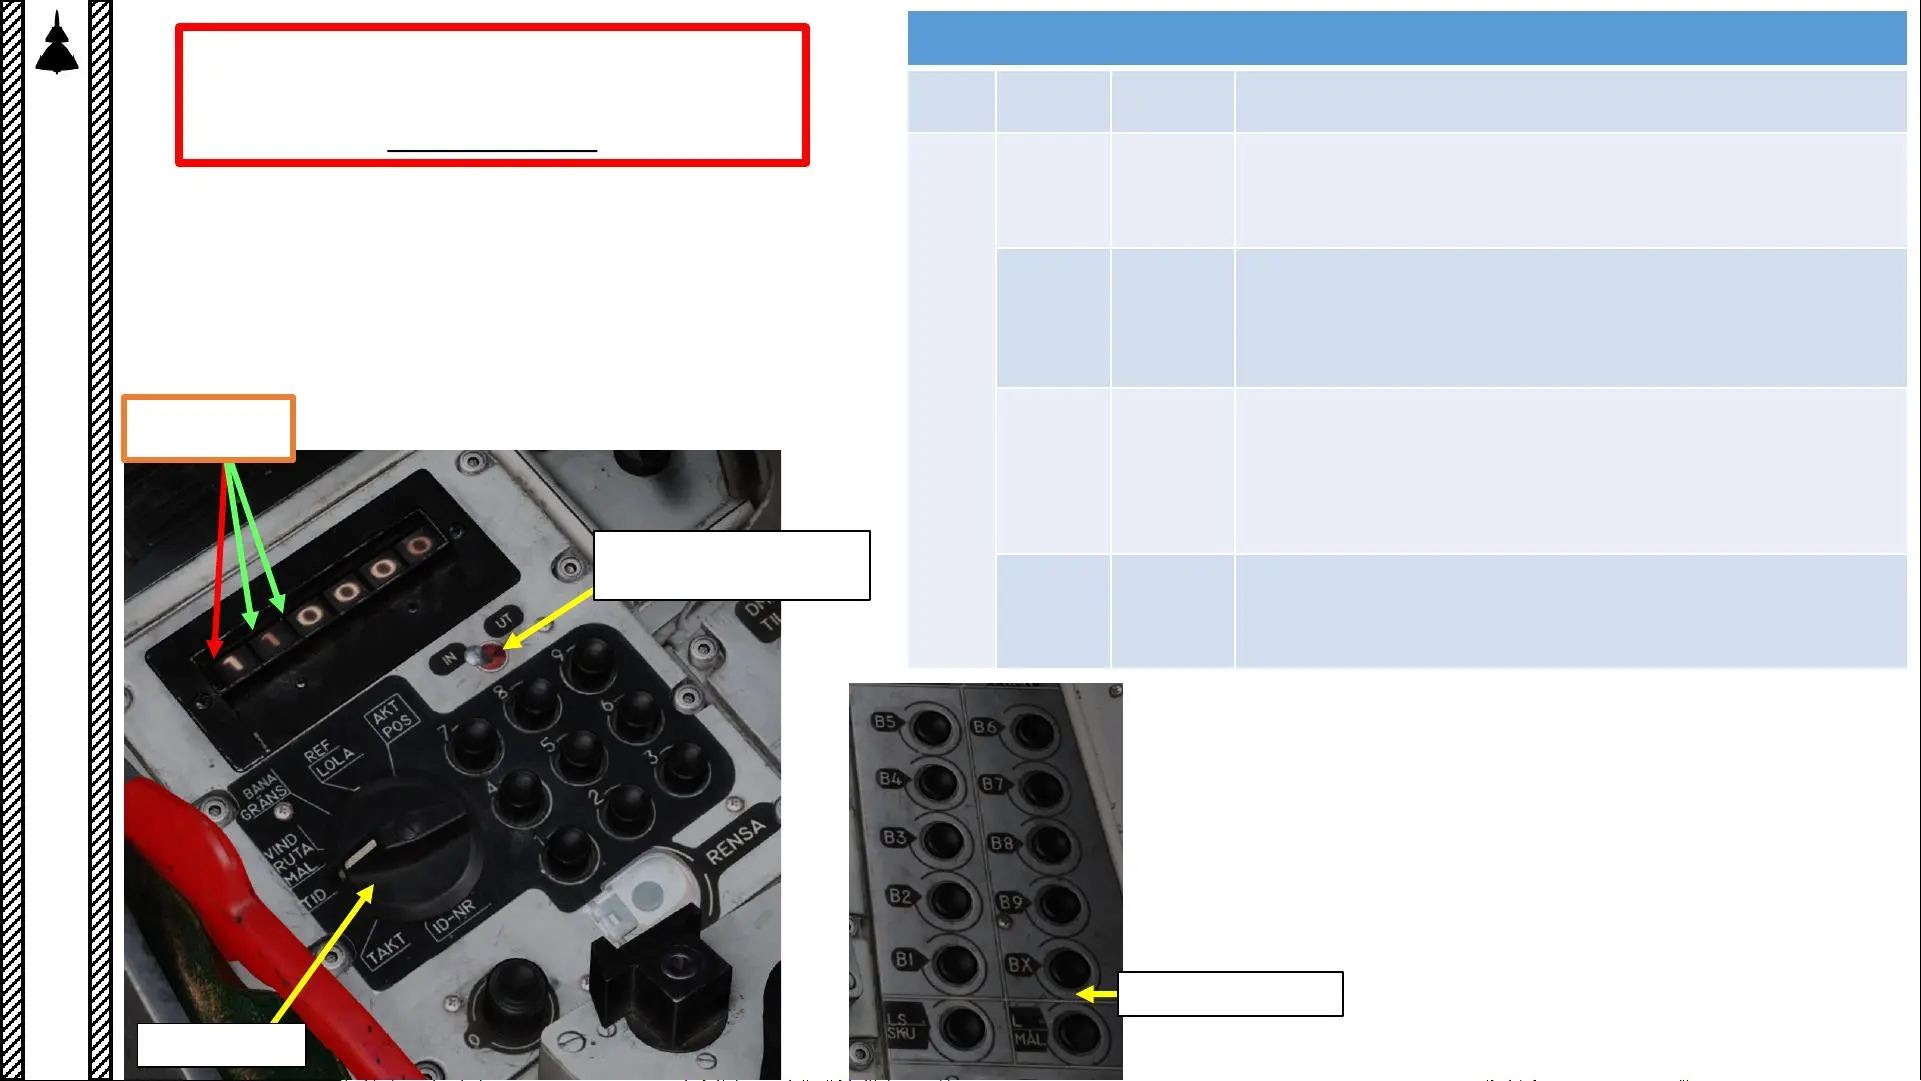 1 1 0 0 0 0
UT
IN
AKT
POS
REF
LOLA
BANA
GRÄNS
VIND
RUTA
MÅL
TID
TAKT
ID-NR
9
8
7
6
5
4
3
2
1
0
RENSA
TIL
B5
B6
B4
B7
B3
B8
B2
B9
B1
BX
LS
SKU
L
MÅL